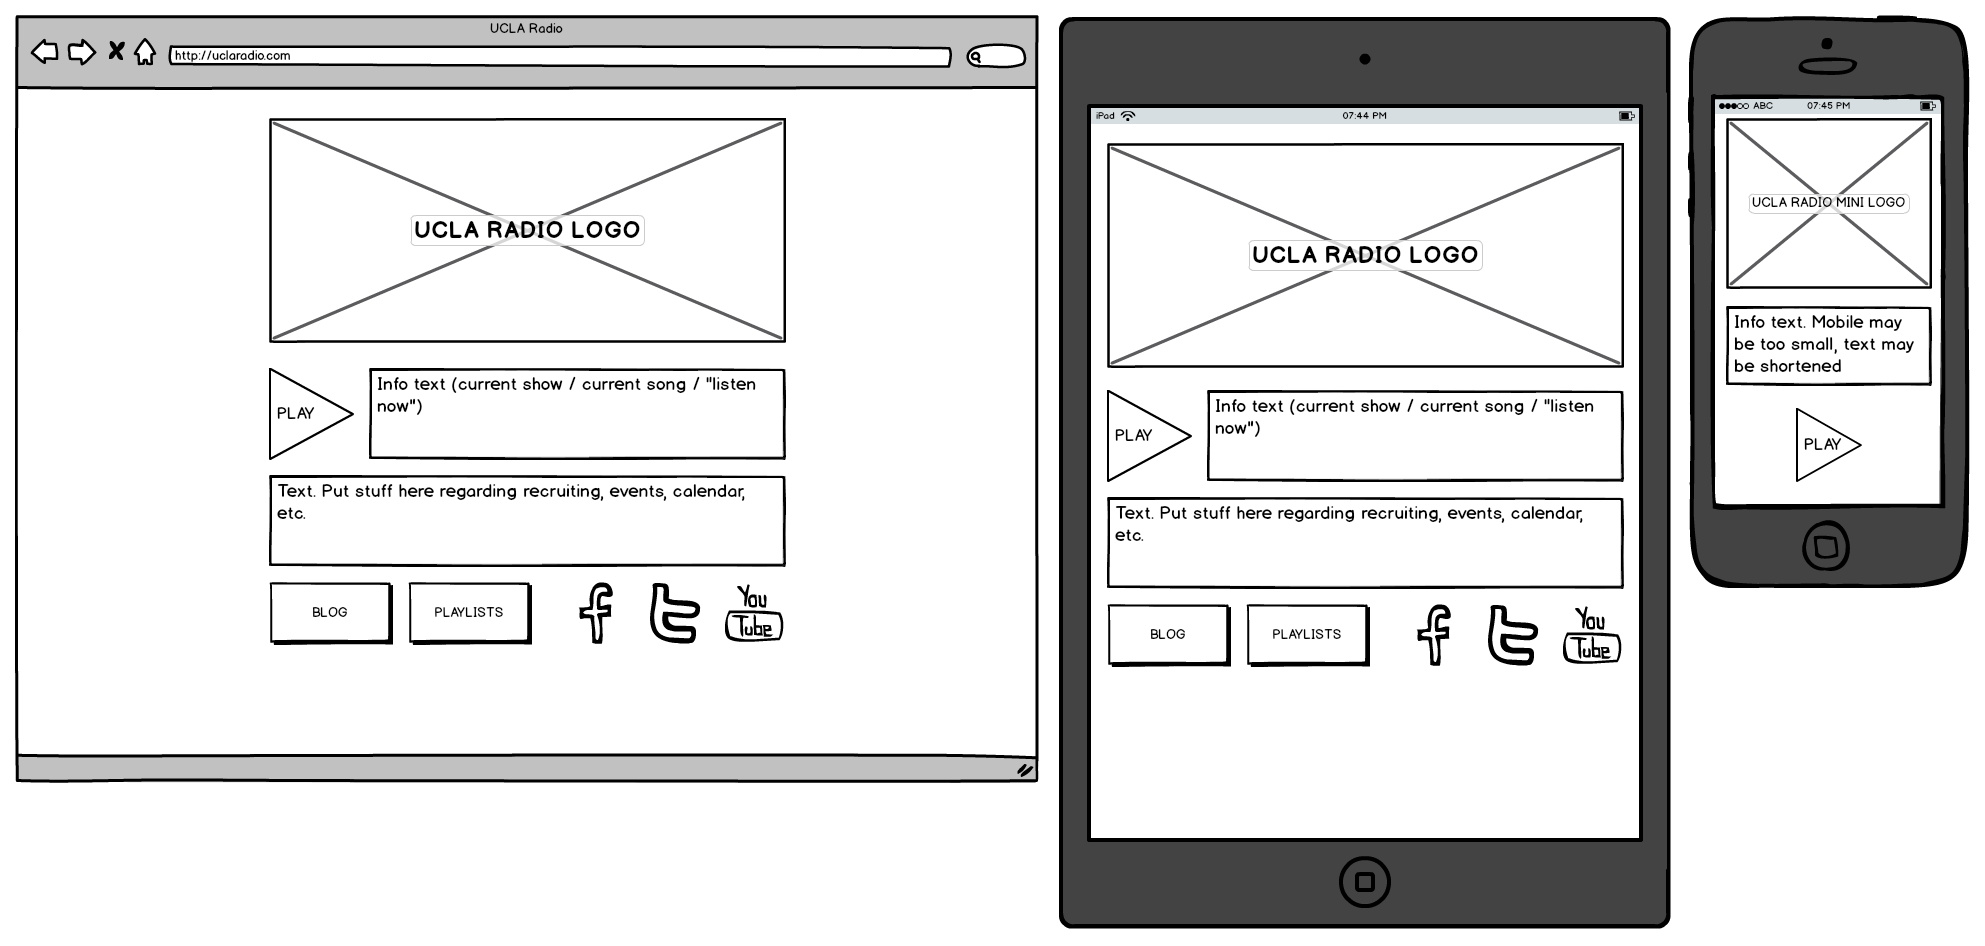 UCLA Radio
http://uclaradio.com
UCLA RADIO LOGO
PLAY
Info text (current show / current song / "listen
now")
Text. Put stuff here regarding recruiting, events, calendar,
etc.
BLOG
PLAYLISTS
You
Tube
iPad
07:44 PM
UCLA RADIO LOGO
PLAY
Info text (current show / current song / "listen
now")
Text. Put stuff here regarding recruiting, events, calendar,
etc.
BLOG
PLAYLISTS
You
Tube
ABC
07:45 PM
UCLA RADIO MINI LOGO
Info text. Mobile may
be too small, text may
be shortened
PLAY